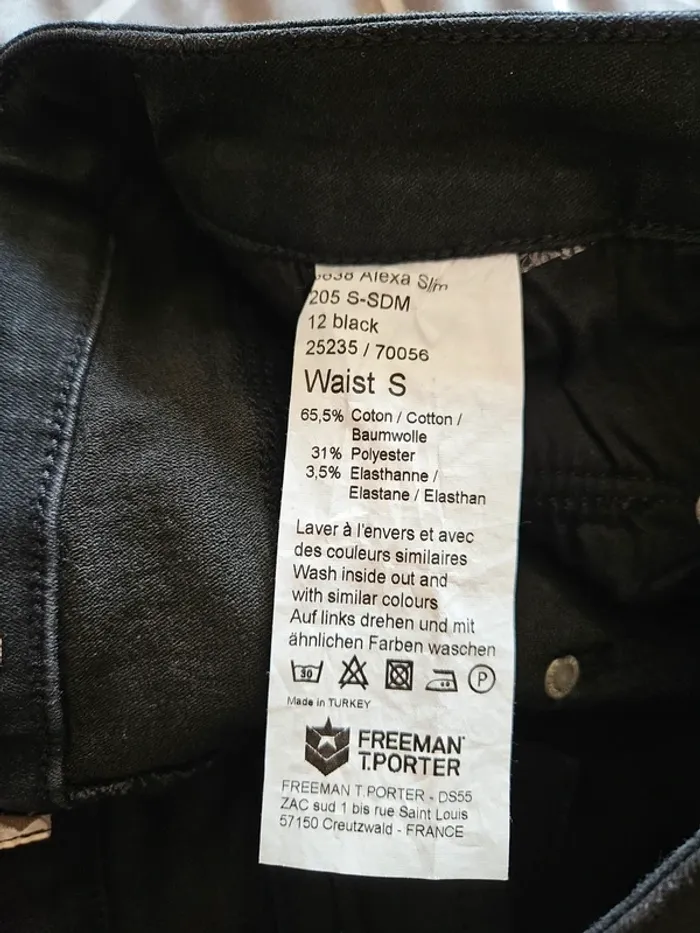 Alexa Slim
205 S-SDM
12 black
25235 / 70056
Waist S
65,5% Coton / Cotton /
Baumwolle
31% Polyester
3,5% Elasthanne /
Elastane / Elasthan
Laver à l'envers et avec
des couleurs similaires
Wash inside out and
with similar colours
Auf links drehen und mit
ähnlichen Farben waschen
30 P
Made in TURKEY
FREEMAN
T.PORTER
FREEMAN T.PORTER - DS55
ZAC sud 1 bis rue Saint Louis
57150 Creutzwald - FRANCE